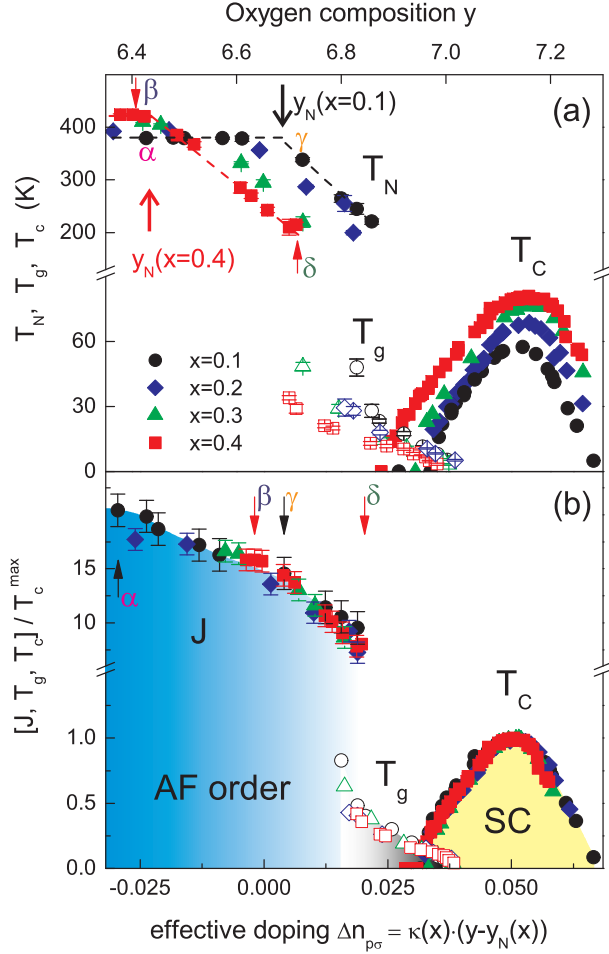 Oxygen composition y
6.4 6.6 6.8 7.0 7.2
(a)
β
y_N(x=0.1)
α
γ
T_N
y_N(x=0.4)
δ
T_N, T_g, T_c (K)
400
300
200
60
30
0
T_g
T_C
x=0.1
x=0.2
x=0.3
x=0.4
(b)
β γ δ
α
J
[J, T_g, T_c] / T_c^max
15
10
1.0
0.5
0.0
AF order
T_g
T_C
SC
-0.025 0.000 0.025 0.050
effective doping Δn_pσ = κ(x)·(y-y_N(x))